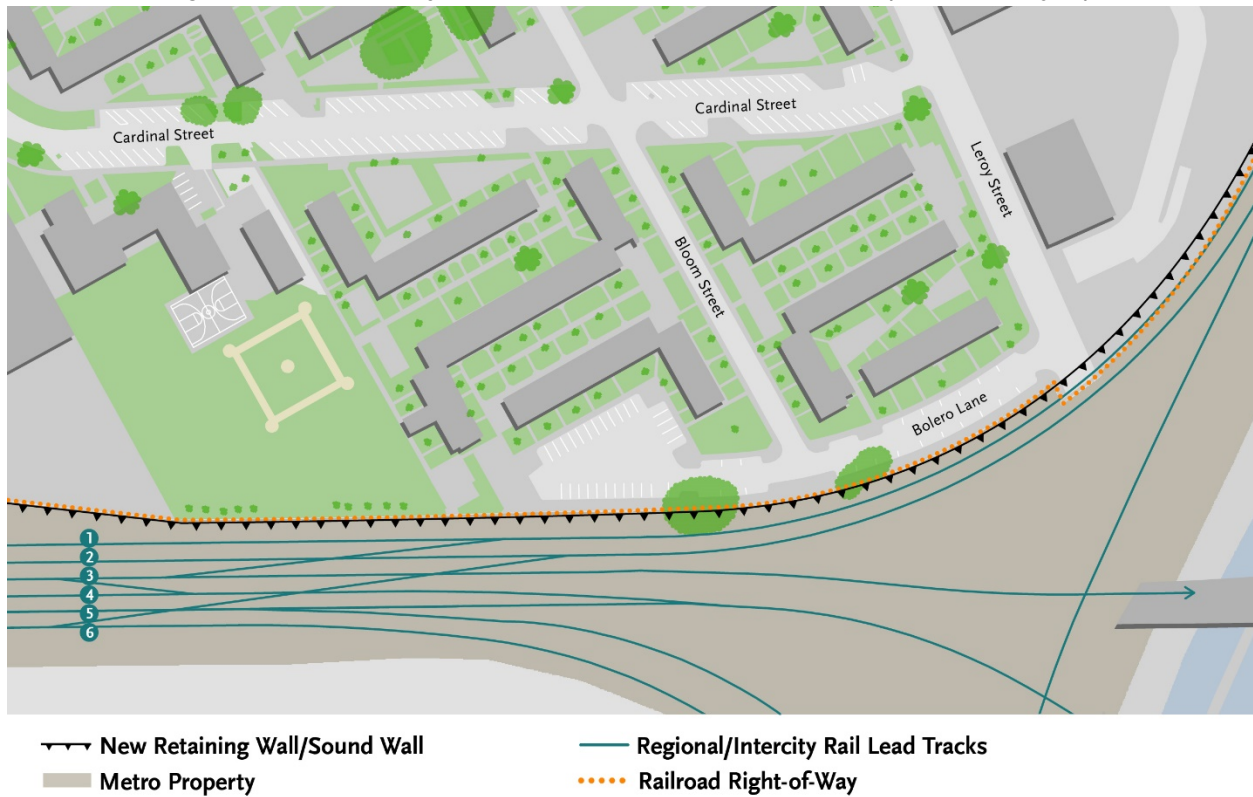 Cardinal Street
Cardinal Street
Leroy Street
Bloom Street
Bolero Lane
1
2
3
4
5
6
New Retaining Wall/Sound Wall
Regional/Intercity Rail Lead Tracks
Metro Property
Railroad Right-of-Way